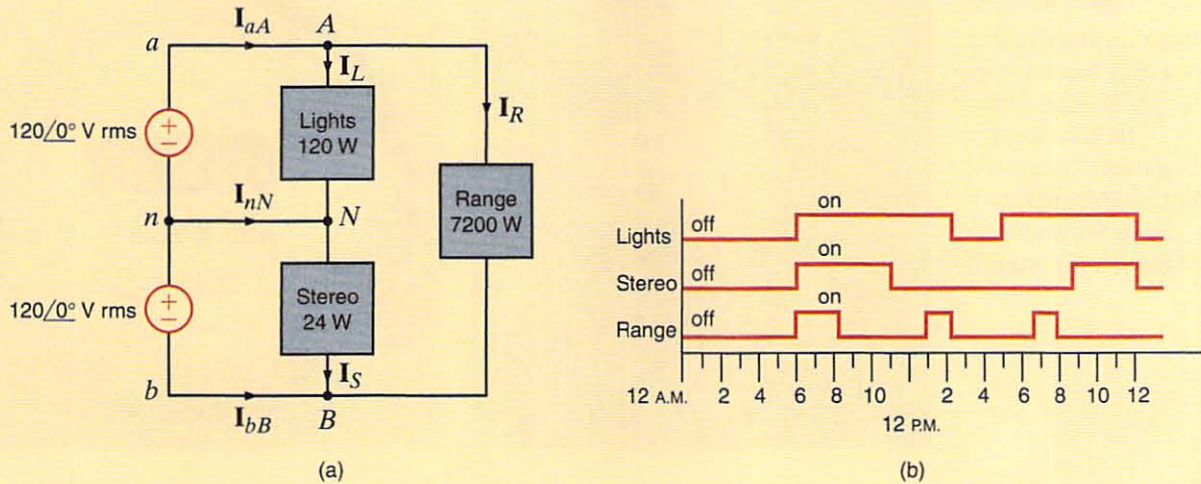 I_aA
A
a
I_L
120/0° V rms
+
−
Lights
120 W
I_R
I_nN
n
N
Range
7200 W
120/0° V rms
+
−
Stereo
24 W
I_S
b
I_bB
B
(a)
on
Lights off
on
Stereo off
on
Range off
12 A.M. 2 4 6 8 10 2 4 6 8 10 12
12 P.M.
(b)